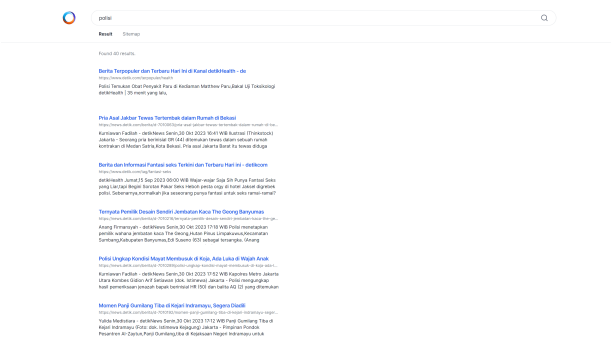 polisi
Result Sitemap
Found 40 results.
Berita Terpopuler dan Terbaru Hari Ini di Kanal detikHealth - de
https://www.detik.com/terpopuler/health
Polisi Temukan Obat Penyakit Paru di Kediaman Matthew Paru,Bakal Uji Toksikologi
detikHealth | 35 menit yang lalu,
Pria Asal Jakbar Tewas Tertembak dalam Rumah di Bekasi
Kurniawan Fadilah - detikNews Senin,30 Okt 2023 16:41 WIB Ilustrasi (Thinkstock)
Jakarta - Seorang pria berinisial GR (44) ditemukan tewas dalam sebuah rumah
kontrakan di Medan Satria,Kota Bekasi. Pria asal Jakarta Barat itu tewas diduga
Berita dan Informasi Fantasi seks Terkini dan Terbaru Hari ini - detikcom
https://www.detik.com/tag/fantasi-seks
detikHealth Jumat,15 Sep 2023 06:00 WIB Wajar-wajar Saja Sih Punya Fantasi Seks
yang Liar,tapi Begini Sorotan Pakar Seks Heboh pesta orgy di hotel Jaksel digrebek
polisi. Sebenarnya,normalkah jika seseorang punya fantasi untuk seks ramai-ramai?
Ternyata Pemilik Desain Sendiri Jembatan Kaca The Geong Banyumas
Anang Firmansyah - detikNews Senin,30 Okt 2023 17:18 WIB Polisi menetapkan
pemilik wahana jembatan kaca The Geong,Hutan Pinus Limpakuwus,Kecamatan
Sumbang,Kabupaten Banyumas,Edi Suseno (63) sebagai tersangka. (Anang
Polisi Ungkap Kondisi Mayat Membusuk di Koja, Ada Luka di Wajah Anak
Kurniawan Fadilah - detikNews Senin,30 Okt 2023 17:52 WIB Kapolres Metro Jakarta
Utara Kombes Gidion Arif Setiawan (dok. istimewa) Jakarta - Polisi mengungkap
hasil pemeriksaan jenazah bapak berinisial HR (50) dan balita AQ (2) yang ditemukan
Momen Panji Gumilang Tiba di Kejari Indramayu, Segera Diadili
Yulida Medistiara - detikNews Senin,30 Okt 2023 17:12 WIB Panji Gumilang Tiba di
Kejari Indramayu (Foto. dok. Istimewa Kejagung) Jakarta - Pimpinan Pondok
Pesantren Al-Zaytun,Panji Gumilang,tiba di Kejaksaan Negeri Indramayu untuk